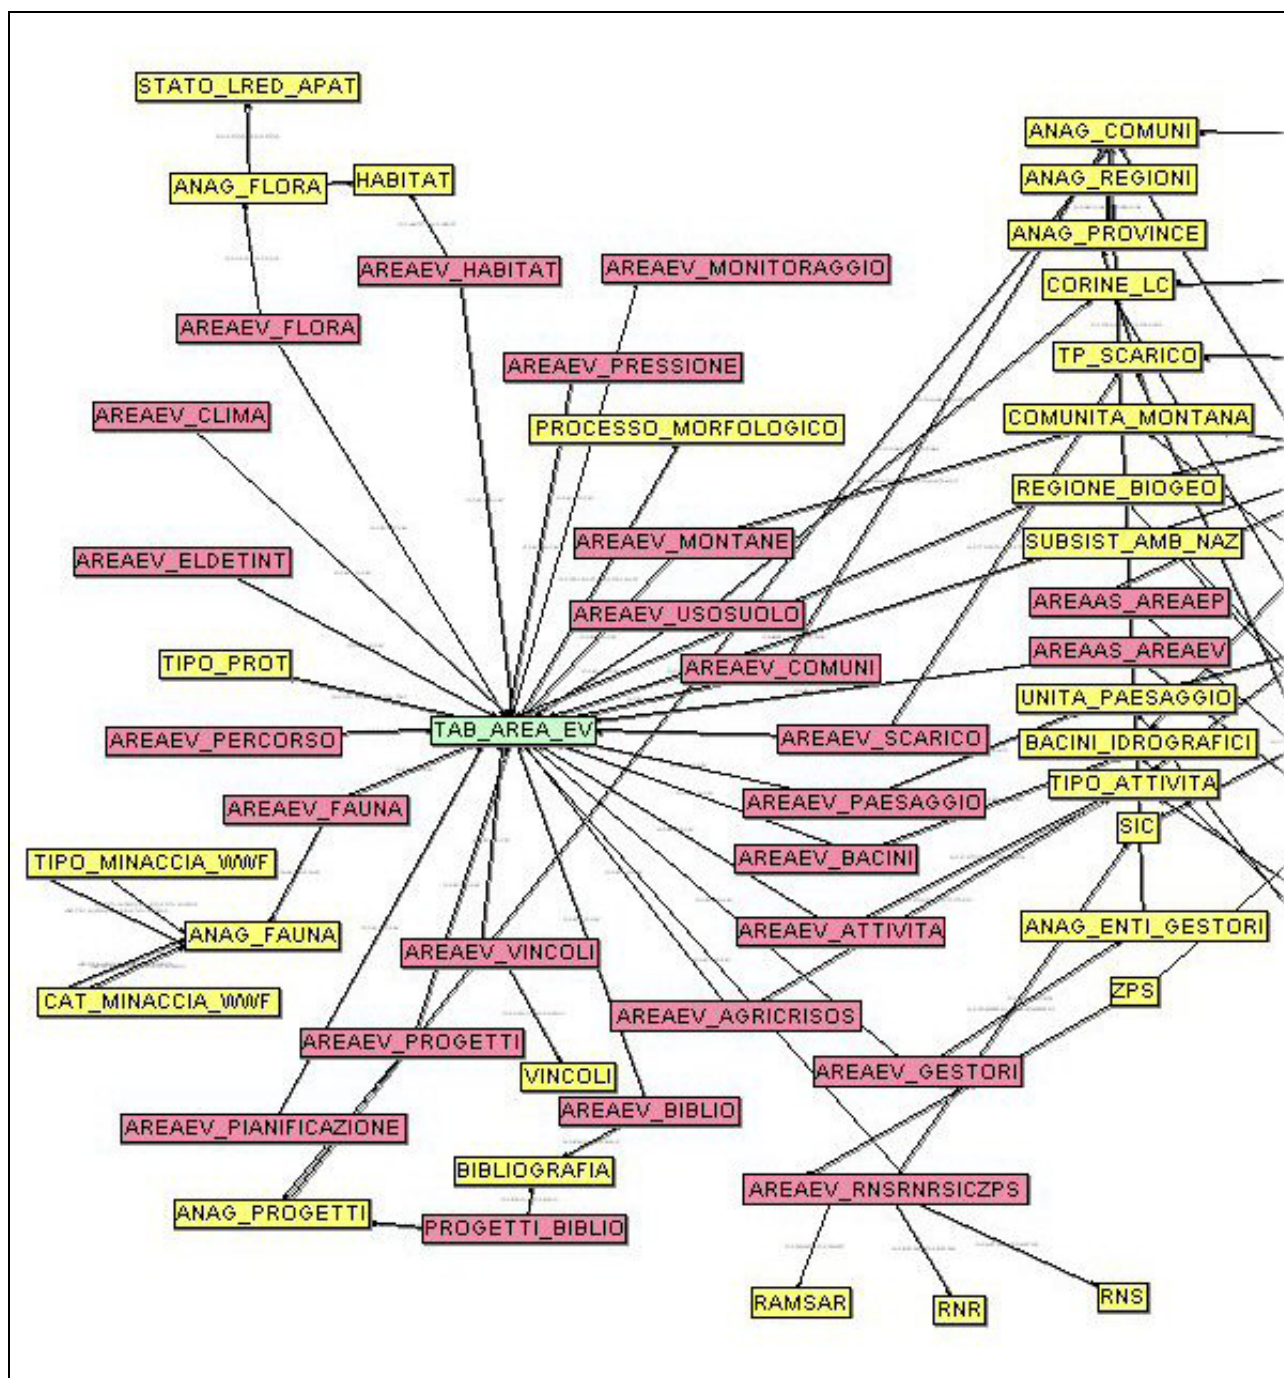 STATO_LRED_APAT
ANAG_COMUNI
ANAG_FLORA
HABITAT
ANAG_REGIONI
ANAG_PROVINCE
AREAEV_HABITAT
AREAEV_MONITORAGGIO
CORINE_LC
AREAEV_FLORA
TP_SCARICO
AREAEV_PRESSIONE
AREAEV_CLIMA
PROCESSO_MORFOLOGICO
COMUNITA_MONTANA
REGIONE_BIOGEO
AREAEV_MONTANE
SUBSIST_AMB_NAZ
AREAEV_ELDETINT
AREAEV_USOSUOLO
AREAAS_AREAEP
AREAAS_AREAEV
TIPO_PROT
AREAEV_COMUNI
UNITA_PAESAGGIO
TAB_AREA_EV
AREAEV_PERCORSO
AREAEV_SCARICO
BACINI_IDROGRAFICI
TIPO_ATTIVITA
AREAEV_FAUNA
AREAEV_PAESAGGIO
SIC
TIPO_MINACCIA_WWF
AREAEV_BACINI
ANAG_FAUNA
AREAEV_ATTIVITA
ANAG_ENTI_GESTORI
AREAEV_VINCOLI
CAT_MINACCIA_WWF
ZPS
AREAEV_AGRICRISOS
AREAEV_PROGETTI
VINCOLI
AREAEV_GESTORI
AREAEV_BIBLIO
AREAEV_PIANIFICAZIONE
BIBLIOGRAFIA
AREAEV_RNSRNRSICZPS
ANAG_PROGETTI
PROGETTI_BIBLIO
RAMSAR
RNR
RNS